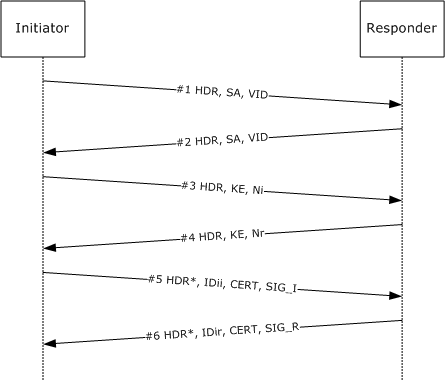 Initiator
Responder
#1 HDR, SA, VID
#2 HDR, SA, VID
#3 HDR, KE, Ni
#4 HDR, KE, Nr
#5 HDR*, IDii, CERT, SIG_I
#6 HDR*, IDir, CERT, SIG_R